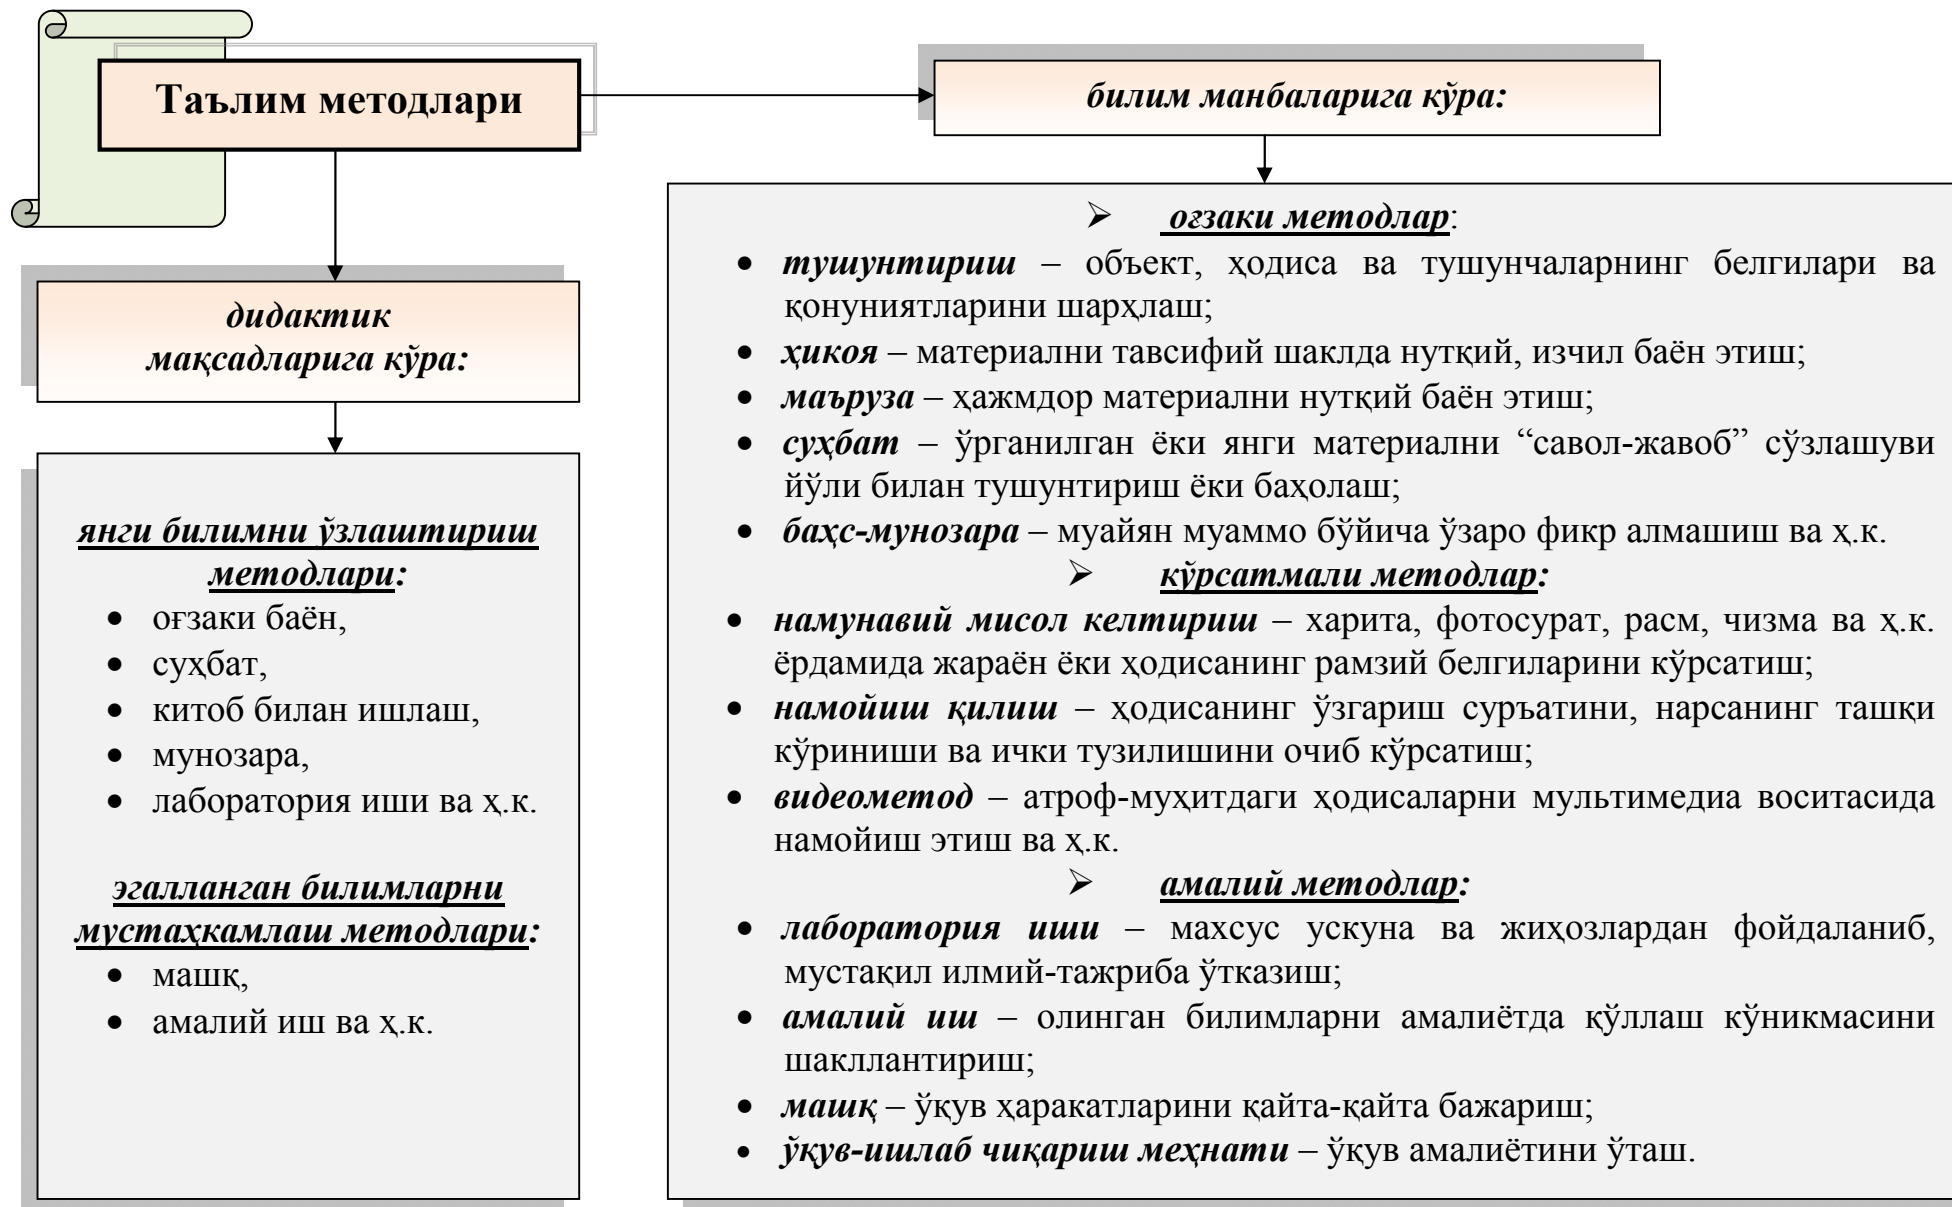 Таълим методлари
дидактик
мақсадларига кўра:
янги билимни ўзлаштириш
методлари:
• оғзаки баён,
• суҳбат,
• китоб билан ишлаш,
• мунозара,
• лаборатория иши ва ҳ.к.
эгалланган билимларни
мустаҳкамлаш методлари:
• машқ,
• амалий иш ва ҳ.к.
билим манбаларига кўра:
➢ оғзаки методлар:
• тушунтириш – объект, ҳодиса ва тушунчаларнинг белгилари ва
қонуниятларини шарҳлаш;
• ҳикоя – материални тавсифий шаклда нутқий, изчил баён этиш;
• маъруза – ҳажмдор материални нутқий баён этиш;
• суҳбат – ўрганилган ёки янги материални “савол-жавоб” сўзлашуви
йўли билан тушунтириш ёки баҳолаш;
• баҳс-мунозара – муайян муаммо бўйича ўзаро фикр алмашиш ва ҳ.к.
➢ кўрсатмали методлар:
• намунавий мисол келтириш – харита, фотосурат, расм, чизма ва ҳ.к.
ёрдамида жараён ёки ҳодисанинг рамзий белгиларини кўрсатиш;
• намойиш қилиш – ҳодисанинг ўзгариш суръатини, нарсанинг ташқи
кўриниши ва ички тузилишини очиб кўрсатиш;
• видеометод – атроф-муҳитдаги ҳодисаларни мультимедиа воситасида
намойиш этиш ва ҳ.к.
➢ амалий методлар:
• лаборатория иши – махсус ускуна ва жиҳозлардан фойдаланиб,
мустақил илмий-тажриба ўтказиш;
• амалий иш – олинган билимларни амалиётда қўллаш кўникмасини
шакллантириш;
• машқ – ўқув ҳаракатларини қайта-қайта бажариш;
• ўқув-ишлаб чиқариш меҳнати – ўқув амалиётини ўташ.